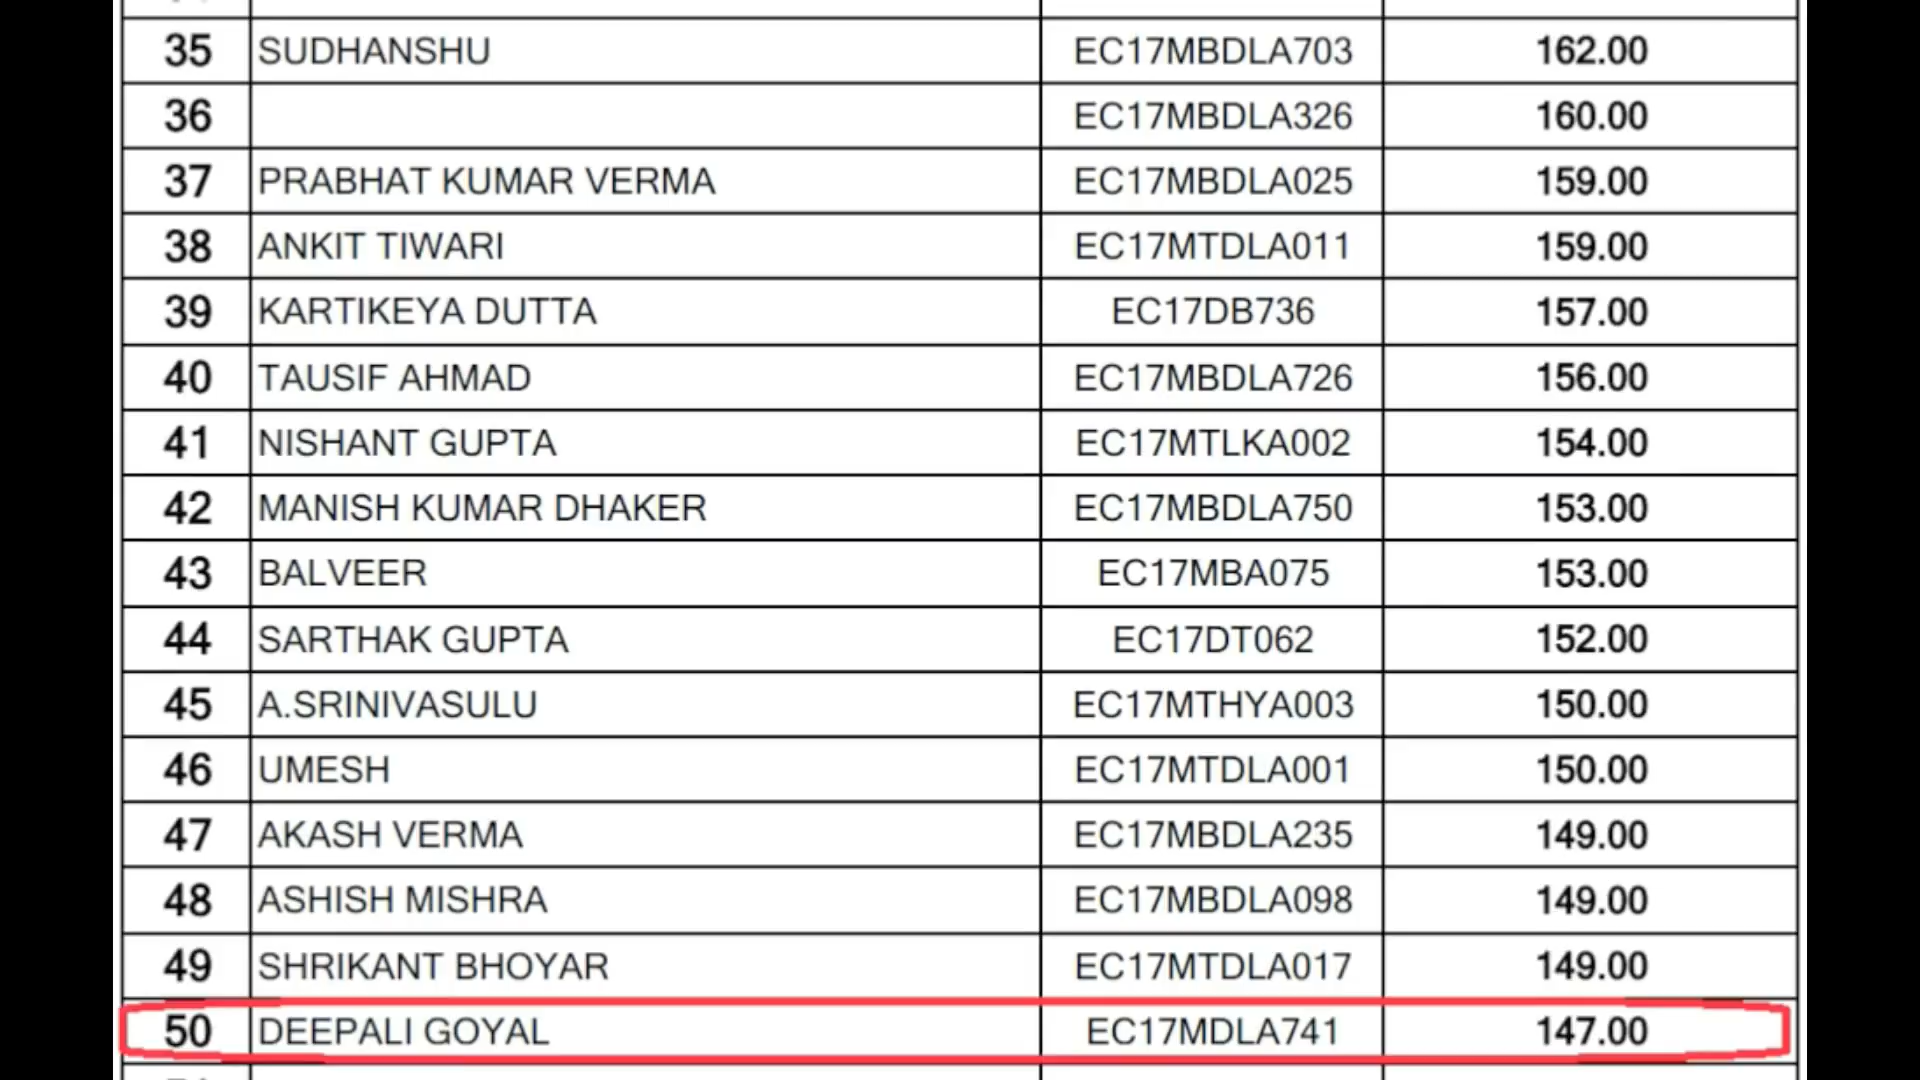 35 SUDHANSHU EC17MBDLA703 162.00
36 EC17MBDLA326 160.00
37 PRABHAT KUMAR VERMA EC17MBDLA025 159.00
38 ANKIT TIWARI EC17MTDLA011 159.00
39 KARTIKEYA DUTTA EC17DB736 157.00
40 TAUSIF AHMAD EC17MBDLA726 156.00
41 NISHANT GUPTA EC17MTLKA002 154.00
42 MANISH KUMAR DHAKER EC17MBDLA750 153.00
43 BALVEER EC17MBA075 153.00
44 SARTHAK GUPTA EC17DT062 152.00
45 A.SRINIVASULU EC17MTHYA003 150.00
46 UMESH EC17MTDLA001 150.00
47 AKASH VERMA EC17MBDLA235 149.00
48 ASHISH MISHRA EC17MBDLA098 149.00
49 SHRIKANT BHOYAR EC17MTDLA017 149.00
50 DEEPALI GOYAL EC17MDLA741 147.00